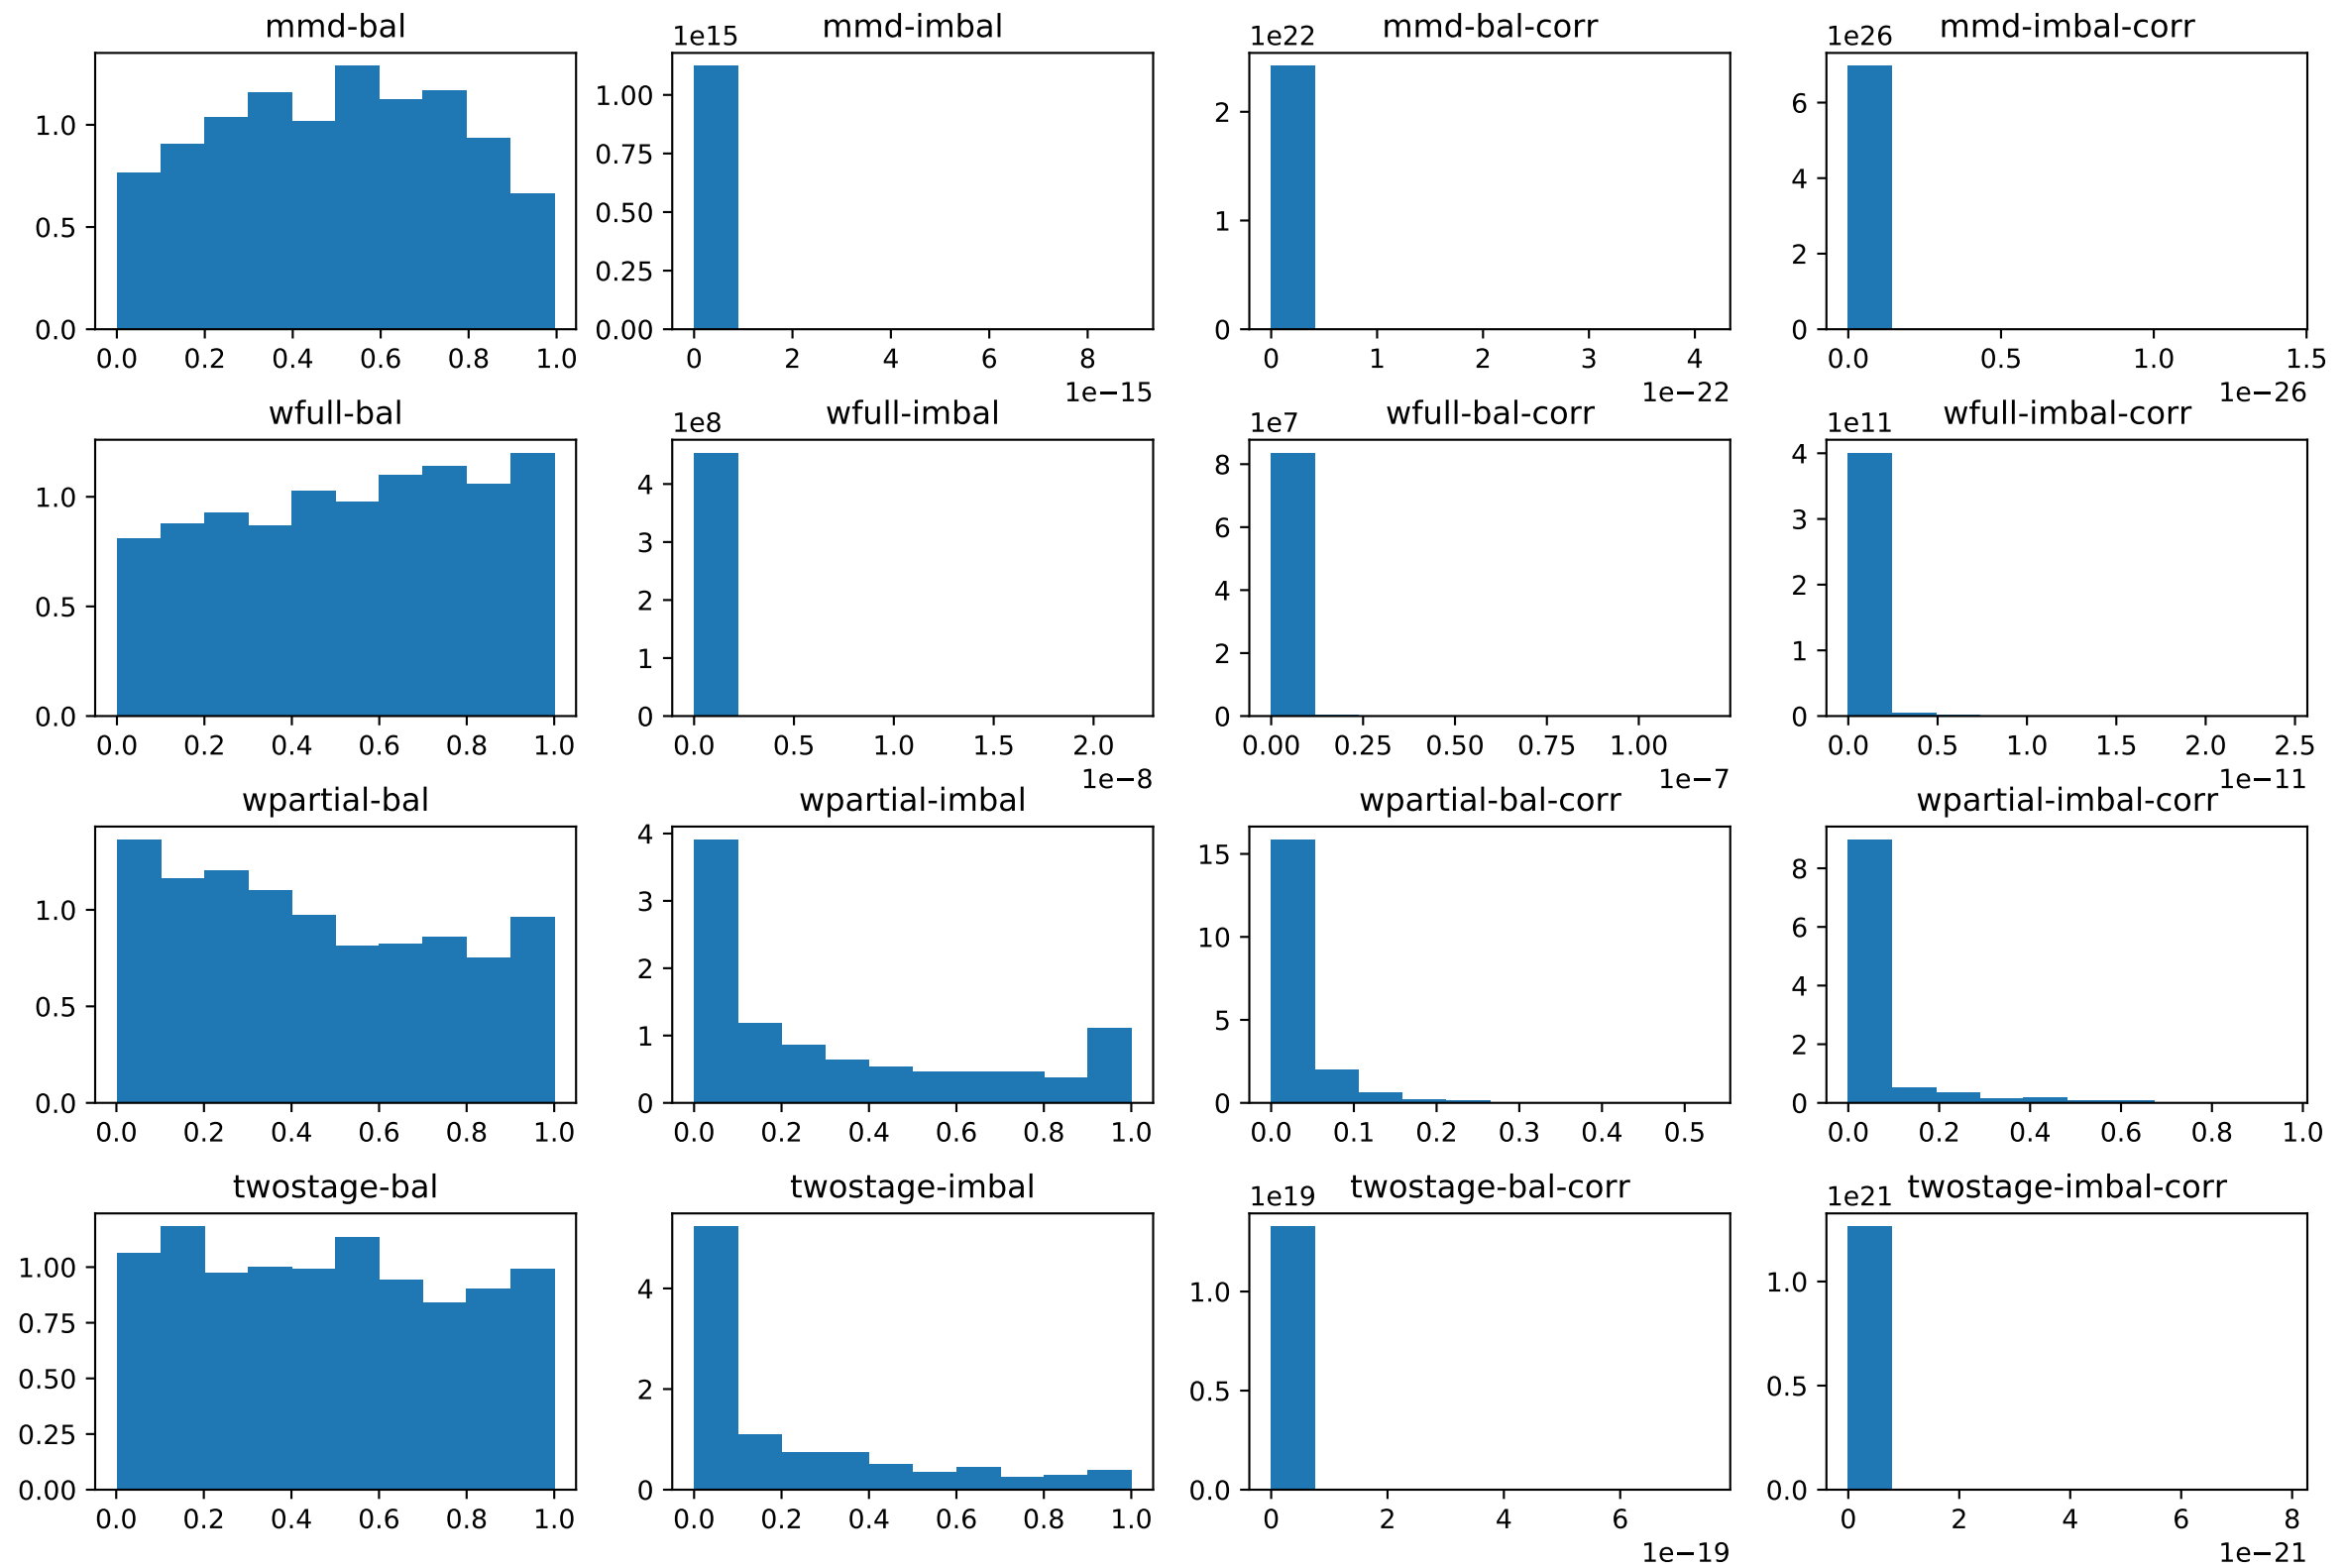 mmd-bal
mmd-imbal
mmd-bal-corr
mmd-imbal-corr
1e15
1e22
1e26
1.0
0.5
0.0
0.0 0.2 0.4 0.6 0.8 1.0
1.00
0.75
0.50
0.25
0.00
0 2 4 6 8
1e−15
2
1
0
0 1 2 3 4
1e−22
6
4
2
0
0.0 0.5 1.0 1.5
1e−26
wfull-bal
wfull-imbal
wfull-bal-corr
wfull-imbal-corr
1e8
1e7
1e11
1.0
0.5
0.0
0.0 0.2 0.4 0.6 0.8 1.0
4
3
2
1
0
0.0 0.5 1.0 1.5 2.0
1e−8
8
6
4
2
0
0.00 0.25 0.50 0.75 1.00
1e−7
4
3
2
1
0
0.0 0.5 1.0 1.5 2.0 2.5
1e−11
wpartial-bal
wpartial-imbal
wpartial-bal-corr
wpartial-imbal-corr
1.0
0.5
0.0
0.0 0.2 0.4 0.6 0.8 1.0
4
3
2
1
0
0.0 0.2 0.4 0.6 0.8 1.0
15
10
5
0
0.0 0.1 0.2 0.3 0.4 0.5
8
6
4
2
0
0.0 0.2 0.4 0.6 0.8 1.0
twostage-bal
twostage-imbal
twostage-bal-corr
twostage-imbal-corr
1e19
1e21
1.00
0.75
0.50
0.25
0.00
0.0 0.2 0.4 0.6 0.8 1.0
4
2
0
0.0 0.2 0.4 0.6 0.8 1.0
1.0
0.5
0.0
0 2 4 6
1e−19
1.0
0.5
0.0
0 2 4 6 8
1e−21